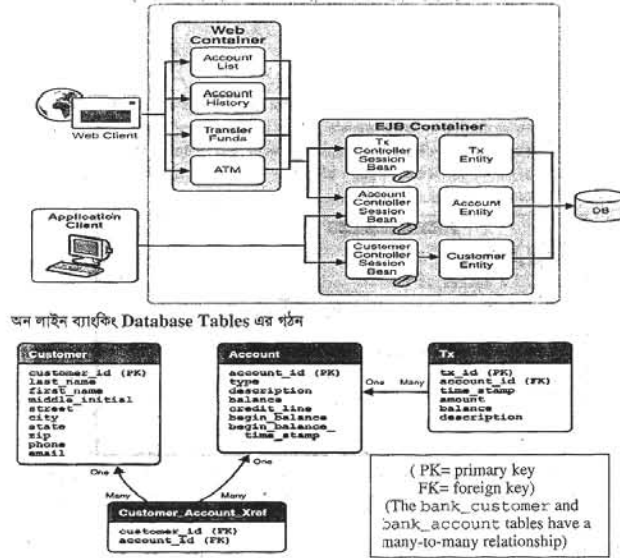 Web
Container
Account
List
Account
History
Transfer
Funds
ATM
Web Client
EJB Container
Tx
Controller
Session
Bean
Tx
Entity
Account
Controller
Session
Bean
Account
Entity
Customer
Controller
Session
Bean
Customer
Entity
DB
Application
Client
অন লাইন ব্যাংকিং Database Tables এর গঠন
Customer
customer_id (PK)
last_name
first_name
middle_initial
street
city
state
zip
phone
email
Account
account_id (PK)
type
description
balance
credit_line
begin_balance
begin_balance_
time_stamp
Tx
tx_id (PK)
account_id (FK)
time_stamp
amount
balance
description
One Many
One
One
Many
Many
Customer_Account_Xref
customer_id (FK)
account_id (FK)
( PK= primary key
FK= foreign key)
(The bank_customer and
bank_account tables have a
many-to-many relationship)